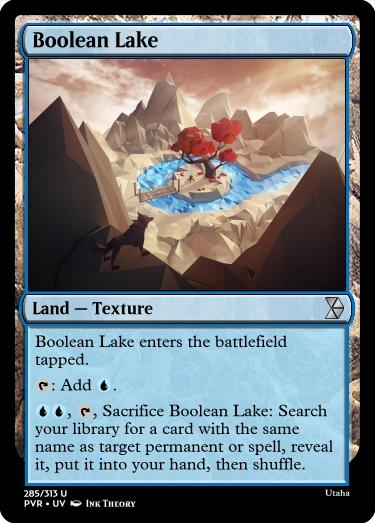 Boolean Lake
Land — Texture
Boolean Lake enters the battlefield
tapped.
: Add .
, , Sacrifice Boolean Lake: Search
your library for a card with the same
name as target permanent or spell, reveal
it, put it into your hand, then shuffle.
285/313 U
PVR • UV Ink Theory
Utaha